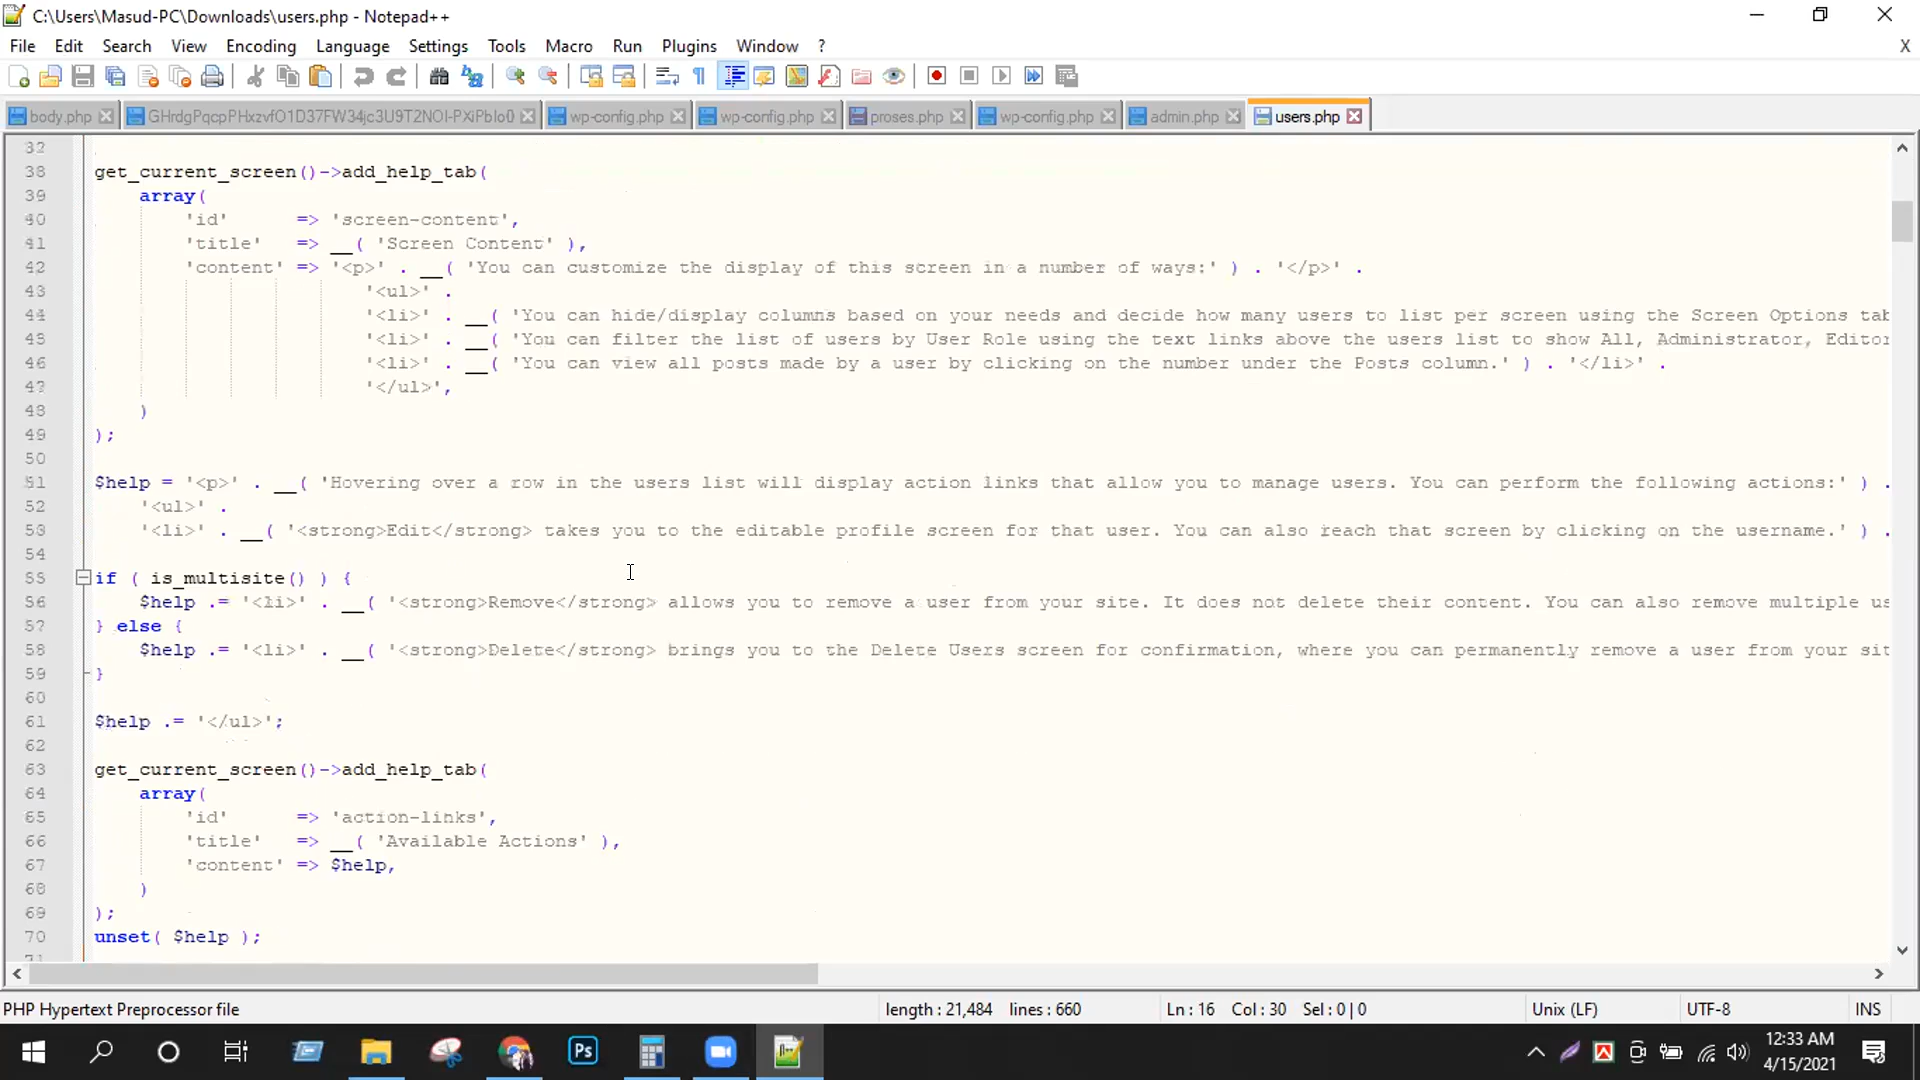 C:\Users\Masud-PC\Downloads\users.php - Notepad++
File Edit Search View Encoding Language Settings Tools Macro Run Plugins Window ? X
body.php GHrdgPqcpPHxzvfO1D37FW34jc3U9T2NOI-PXiPblo0 wp-config.php wp-config.php proses.php wp-config.php admin.php users.php
38 get_current_screen()->add_help_tab(
39 array(
40 'id' => 'screen-content',
41 'title' => __( 'Screen Content' ),
42 'content' => '<p>' . __( 'You can customize the display of this screen in a number of ways:' ) . '</p>' .
43 '<ul>' .
44 '<li>' . __( 'You can hide/display columns based on your needs and decide how many users to list per screen using the Screen Options tab
45 '<li>' . __( 'You can filter the list of users by User Role using the text links above the users list to show All, Administrator, Editor
46 '<li>' . __( 'You can view all posts made by a user by clicking on the number under the Posts column.' ) . '</li>' .
47 '</ul>',
48 )
49 );
50
51 $help = '<p>' . __( 'Hovering over a row in the users list will display action links that allow you to manage users. You can perform the following actions:' ) .
52 '<ul>' .
53 '<li>' . __( '<strong>Edit</strong> takes you to the editable profile screen for that user. You can also reach that screen by clicking on the username.' ) .
54
55 if ( is_multisite() ) {
56 $help .= '<li>' . __( '<strong>Remove</strong> allows you to remove a user from your site. It does not delete their content. You can also remove multiple us
57 } else {
58 $help .= '<li>' . __( '<strong>Delete</strong> brings you to the Delete Users screen for confirmation, where you can permanently remove a user from your sit
59 }
60
61 $help .= '</ul>';
62
63 get_current_screen()->add_help_tab(
64 array(
65 'id' => 'action-links',
66 'title' => __( 'Available Actions' ),
67 'content' => $help,
68 )
69 );
70 unset( $help );
PHP Hypertext Preprocessor file length : 21,484 lines : 660 Ln : 16 Col : 30 Sel : 0 | 0 Unix (LF) UTF-8 INS
Ps
12:33 AM
4/15/2021